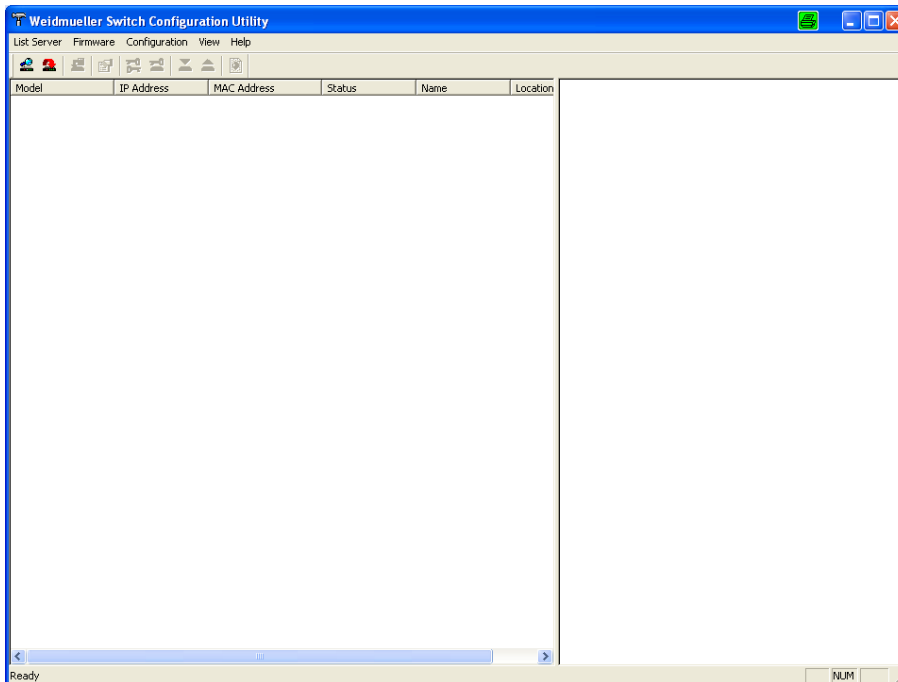 Weidmueller Switch Configuration Utility
List Server Firmware Configuration View Help
Model IP Address MAC Address Status Name Location
Ready NUM